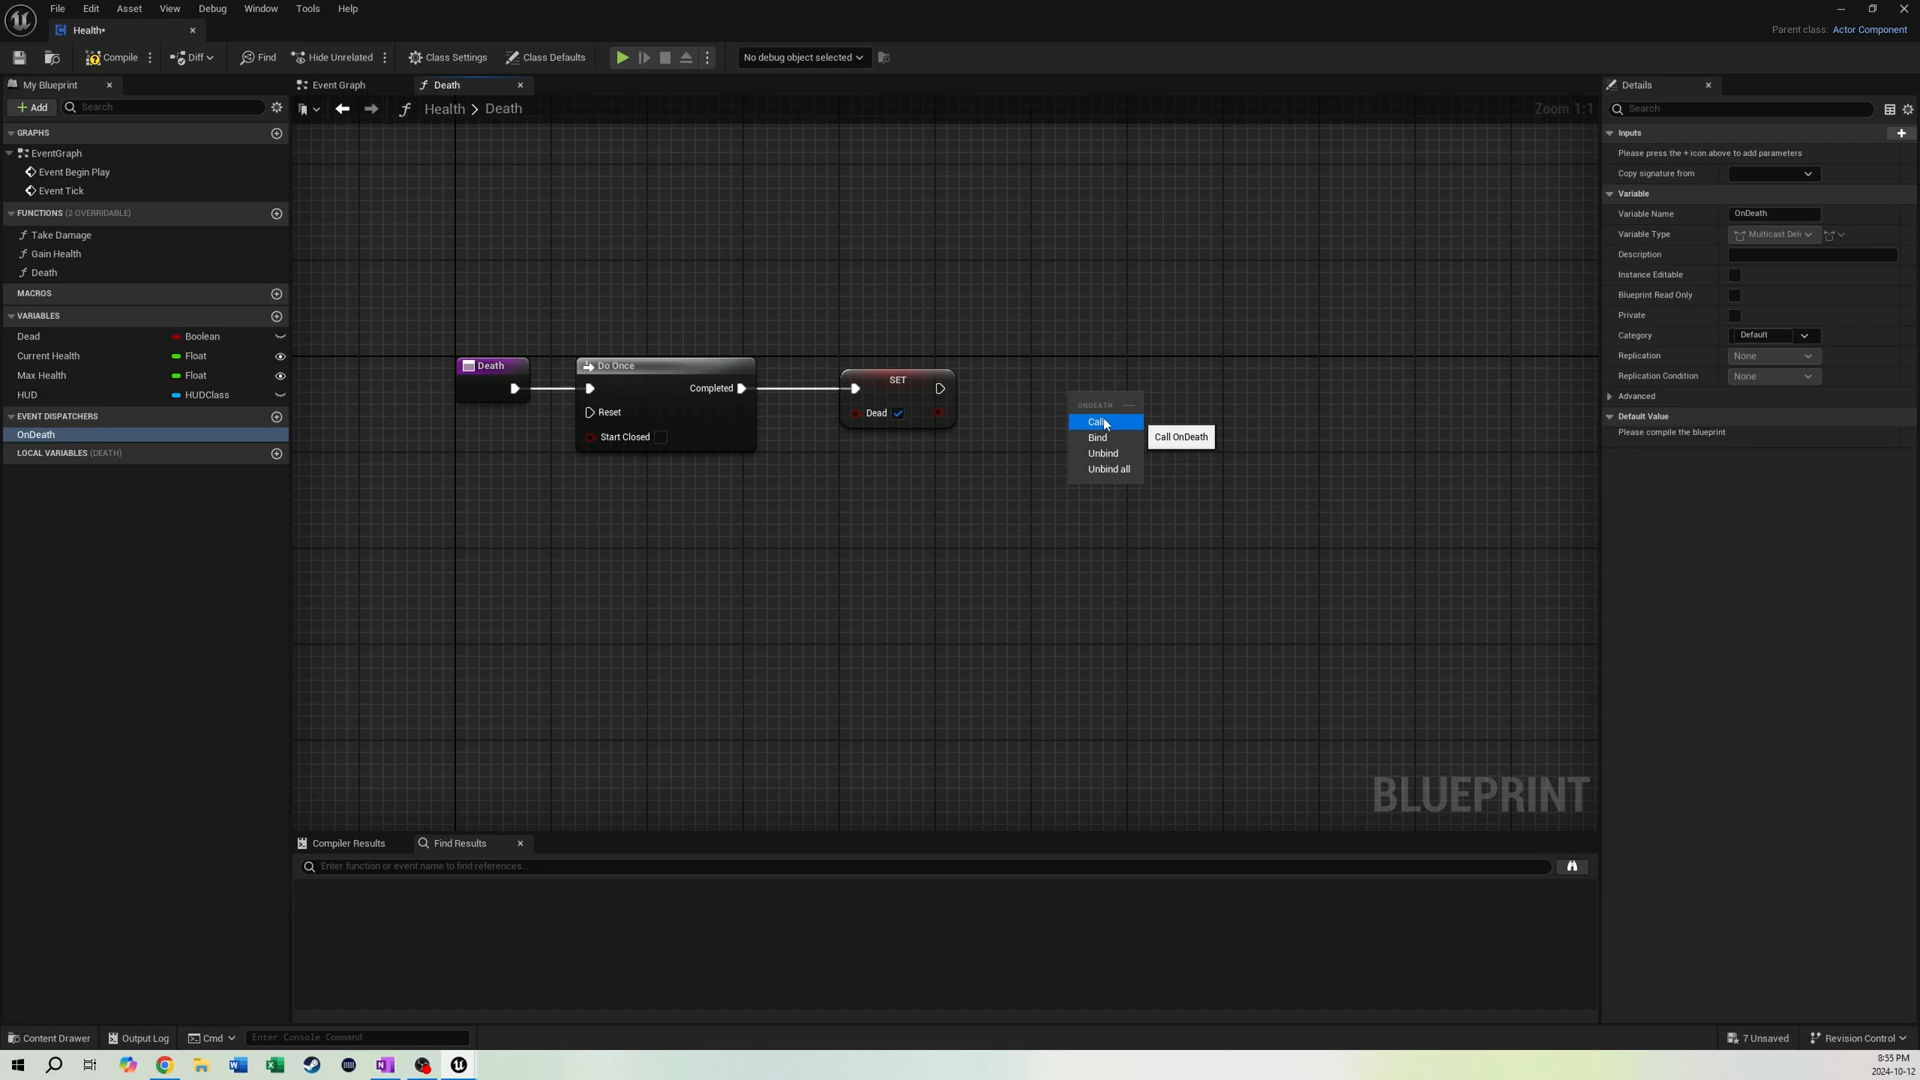 File Edit Asset View Debug Window Tools Help
Health*
Parent class: Actor Component
Compile Diff Find Hide Unrelated Class Settings Class Defaults No debug object selected
My Blueprint
Event Graph
Death
Details
Add
Search
Health > Death
Zoom 1:1
Search
GRAPHS
EventGraph
Event Begin Play
Event Tick
FUNCTIONS (2 OVERRIDABLE)
Take Damage
Gain Health
Death
MACROS
VARIABLES
Dead Boolean
Current Health Float
Max Health Float
HUD HUDClass
EVENT DISPATCHERS
OnDeath
LOCAL VARIABLES (DEATH)
Death
Do Once
Completed
Reset
Start Closed
SET
Dead
ONDEATH
Call
Bind
Unbind
Unbind all
Call OnDeath
BLUEPRINT
Inputs
Please press the + icon above to add parameters
Copy signature from
Variable
Variable Name OnDeath
Variable Type Multicast Del
Description
Instance Editable
Blueprint Read Only
Private
Category Default
Replication None
Replication Condition None
Advanced
Default Value
Please compile the blueprint
Compiler Results
Find Results
Enter function or event name to find references...
Content Drawer Output Log Cmd Enter Console Command
7 Unsaved Revision Control
8:55 PM
2024-10-12